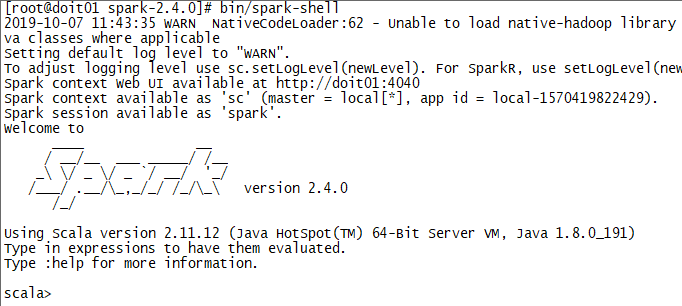 [root@doit01 spark-2.4.0]# bin/spark-shell
2019-10-07 11:43:35 WARN  NativeCodeLoader:62 - Unable to load native-hadoop library
va classes where applicable
Setting default log level to "WARN".
To adjust logging level use sc.setLogLevel(newLevel). For SparkR, use setLogLevel(new
Spark context Web UI available at http://doit01:4040
Spark context available as 'sc' (master = local[*], app id = local-1570419822429).
Spark session available as 'spark'.
Welcome to
Spark version 2.4.0
Using Scala version 2.11.12 (Java HotSpot(TM) 64-Bit Server VM, Java 1.8.0_191)
Type in expressions to have them evaluated.
Type :help for more information.
scala>